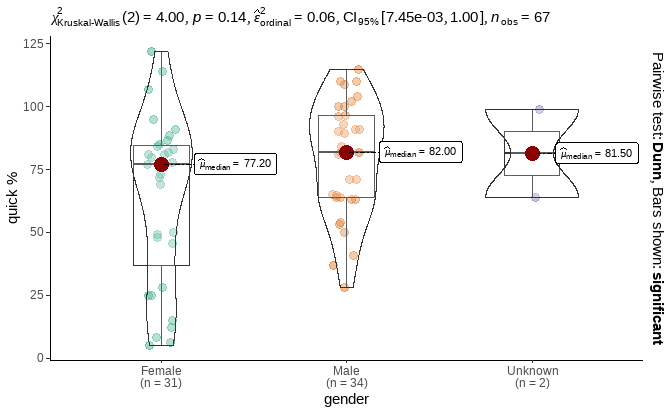 χ²Kruskal-Wallis (2) = 4.00, p = 0.14, ε̂²ordinal = 0.06, CI95% [7.45e-03, 1.00], nobs = 67
125
100
75
50
25
0
quick %
μ̂median = 77.20
μ̂median = 82.00
μ̂median = 81.50
Female
(n = 31)
Male
(n = 34)
Unknown
(n = 2)
gender
Pairwise test: Dunn, Bars shown: significant